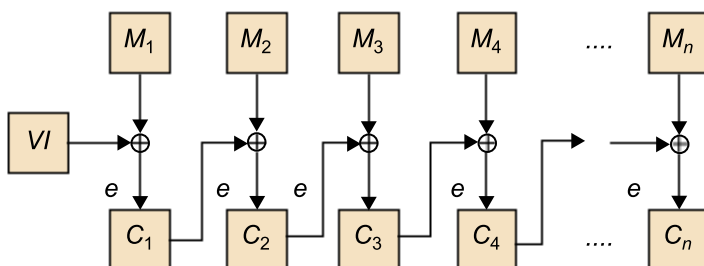 M1 M2 M3 M4 .... Mn
VI
e e e e e
C1 C2 C3 C4 .... Cn